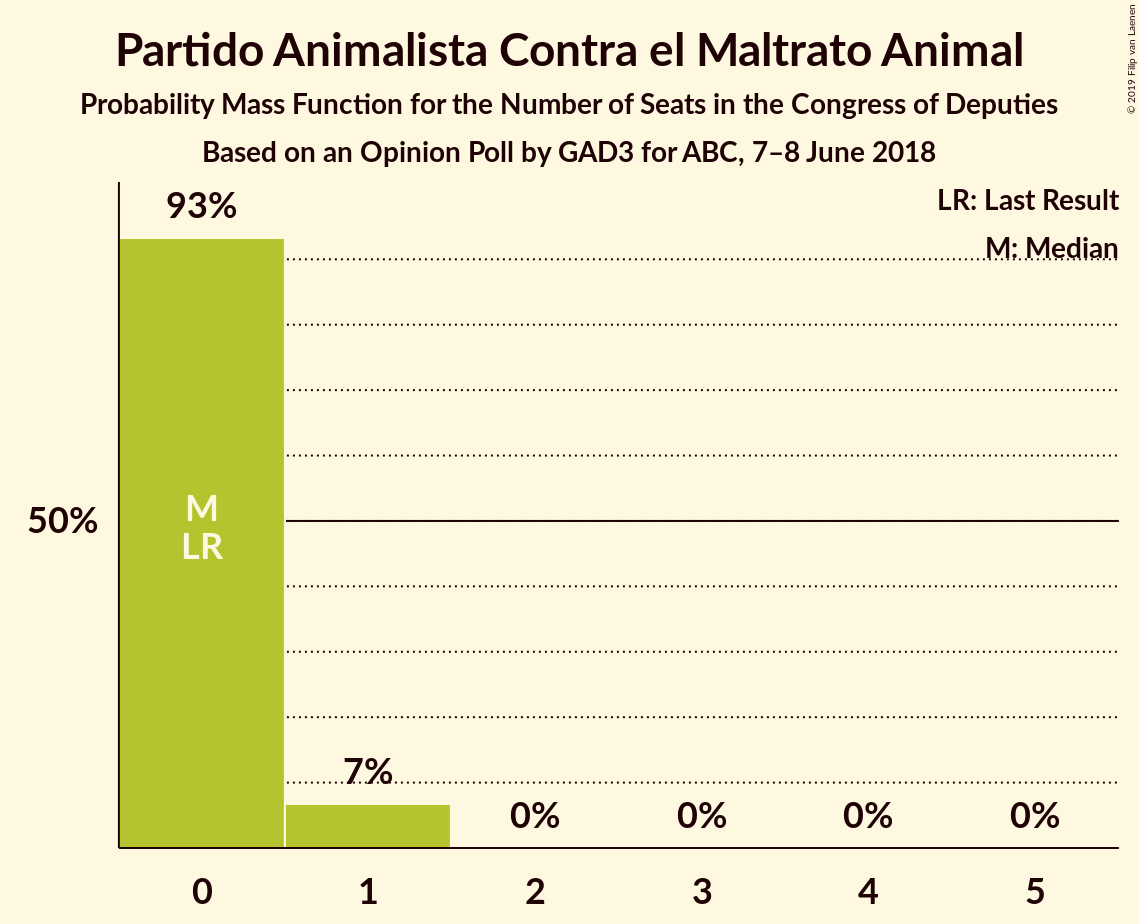 Partido Animalista Contra el Maltrato Animal
Probability Mass Function for the Number of Seats in the Congress of Deputies
Based on an Opinion Poll by GAD3 for ABC, 7–8 June 2018
© 2019 Filip van Laenen
LR: Last Result
M: Median
93%
50%
M
LR
7%
0%
0%
0%
0%
0
1
2
3
4
5